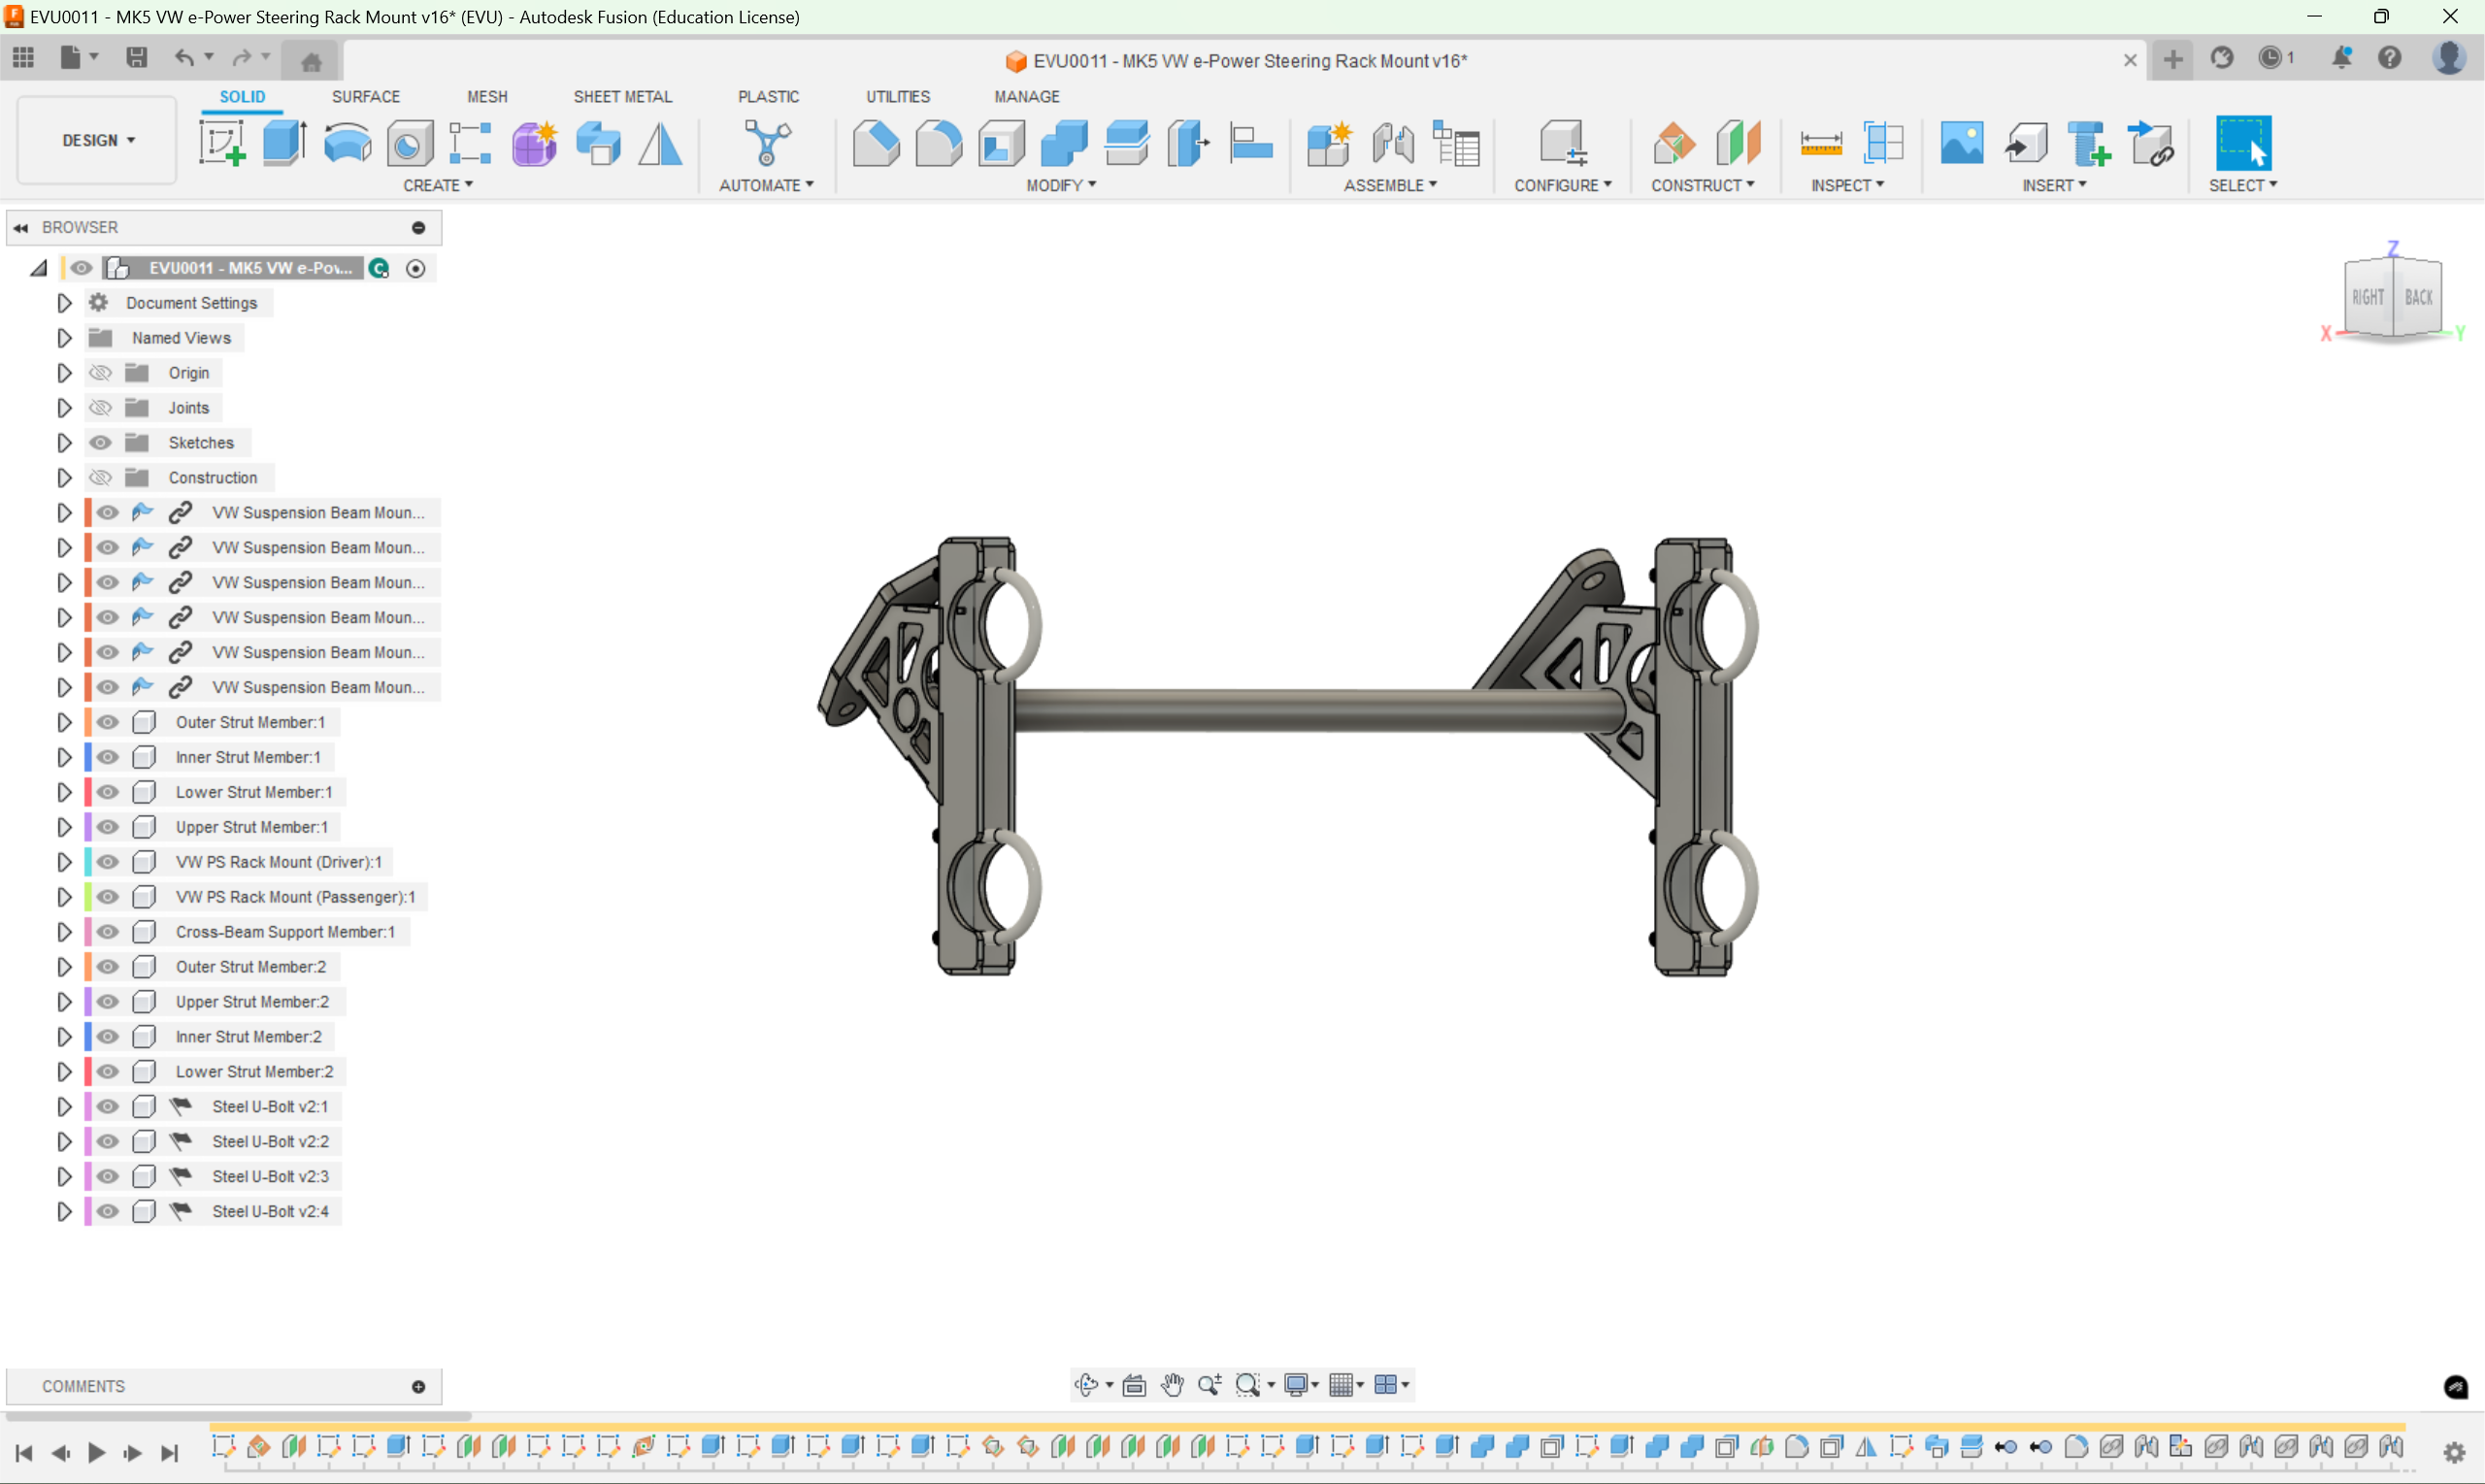 EVU0011 - MK5 VW e-Power Steering Rack Mount v16* (EVU) - Autodesk Fusion (Education License)
EVU0011 - MK5 VW e-Power Steering Rack Mount v16*
1
SOLID SURFACE MESH SHEET METAL PLASTIC UTILITIES MANAGE
DESIGN
CREATE AUTOMATE MODIFY ASSEMBLE CONFIGURE CONSTRUCT INSPECT INSERT SELECT
BROWSER
EVU0011 - MK5 VW e-Pow...
Document Settings
Named Views
Origin
Joints
Sketches
Construction
VW Suspension Beam Moun...
VW Suspension Beam Moun...
VW Suspension Beam Moun...
VW Suspension Beam Moun...
VW Suspension Beam Moun...
VW Suspension Beam Moun...
Outer Strut Member:1
Inner Strut Member:1
Lower Strut Member:1
Upper Strut Member:1
VW PS Rack Mount (Driver):1
VW PS Rack Mount (Passenger):1
Cross-Beam Support Member:1
Outer Strut Member:2
Upper Strut Member:2
Inner Strut Member:2
Lower Strut Member:2
Steel U-Bolt v2:1
Steel U-Bolt v2:2
Steel U-Bolt v2:3
Steel U-Bolt v2:4
Z
RIGHT BACK
X Y
COMMENTS